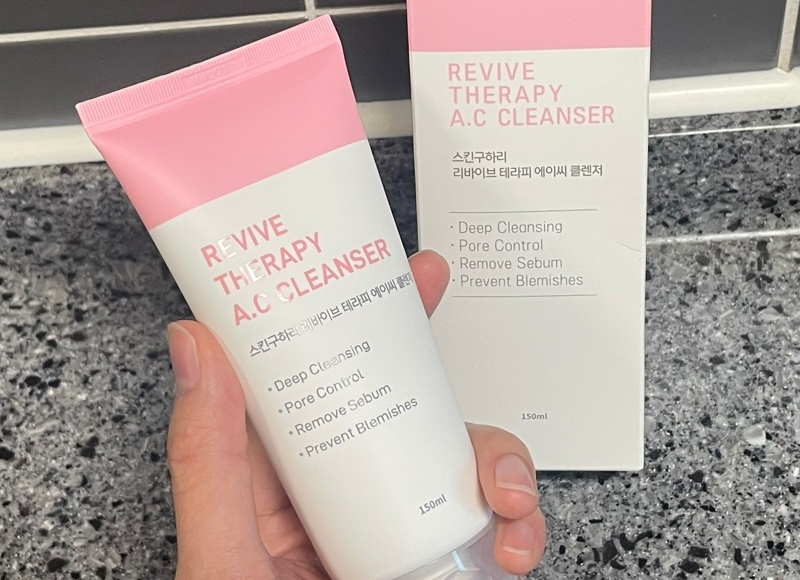 REVIVE
THERAPY
A.C CLEANSER
스킨구하리 리바이브 테라피 에이씨 클렌저
• Deep Cleansing
• Pore Control
• Remove Sebum
• Prevent Blemishes
150ml
REVIVE
THERAPY
A.C CLEANSER
스킨구하리
리바이브 테라피 에이씨 클렌저
· Deep Cleansing
· Pore Control
· Remove Sebum
· Prevent Blemishes
150ml